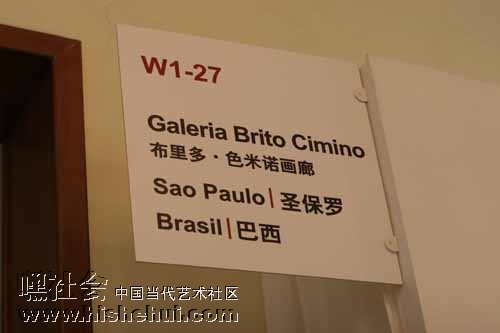 W1-27
Galeria Brito Cimino
布里多·色米诺画廊
Sao Paulo|圣保罗
Brasil|巴西
嘿社会 中国当代艺术社区
www.hishehui.com